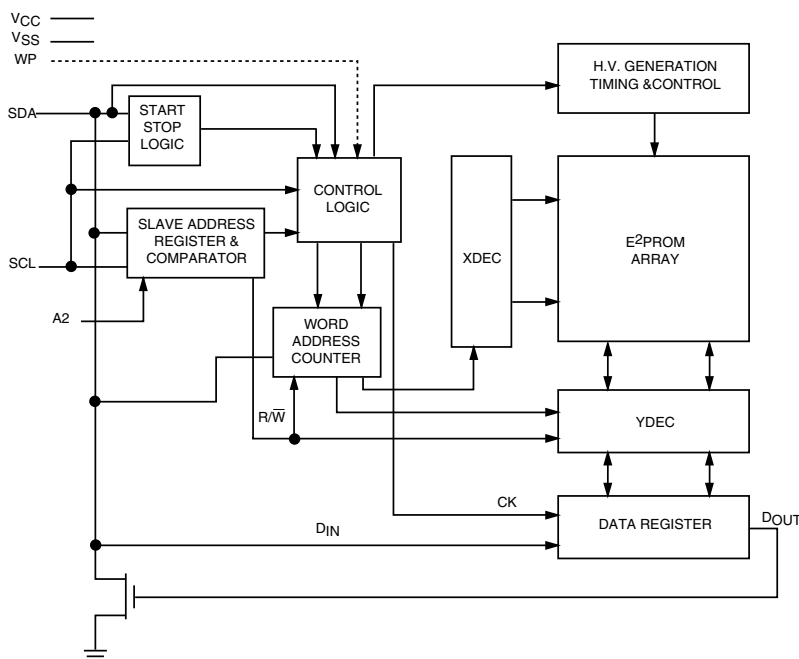 VCC
VSS
WP
SDA
START
STOP
LOGIC
H.V. GENERATION
TIMING &CONTROL
CONTROL
LOGIC
SLAVE ADDRESS
REGISTER &
COMPARATOR
SCL
A2
XDEC
E²PROM
ARRAY
WORD
ADDRESS
COUNTER
R/W̅
YDEC
CK
DIN
DATA REGISTER
DOUT